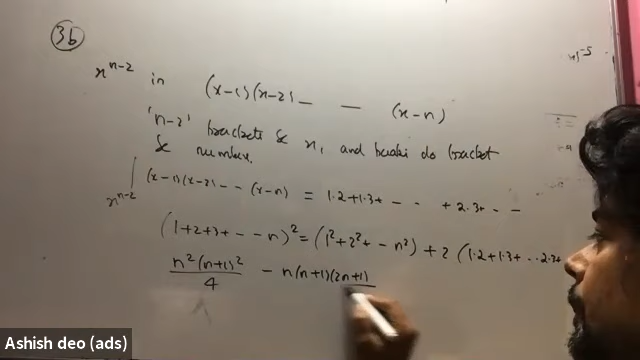 36
x^{n-2} in (x-1)(x-2) - - (x-n)
'n-2' brackets &c x, and baaki do bracket
&c number.
x^{n-2} | (x-1)(x-2) - - - (x-n) = 1.2+1.3+ - - - + 2.3+ - -
(1+2+3+ - - - n)^2 = (1^2+2^2+ - - n^2) + 2 (1.2+1.3+ - - 2.3+
n^2(n+1)^2 / 4 - n(n+1)(2n+1)
Ashish deo (ads)